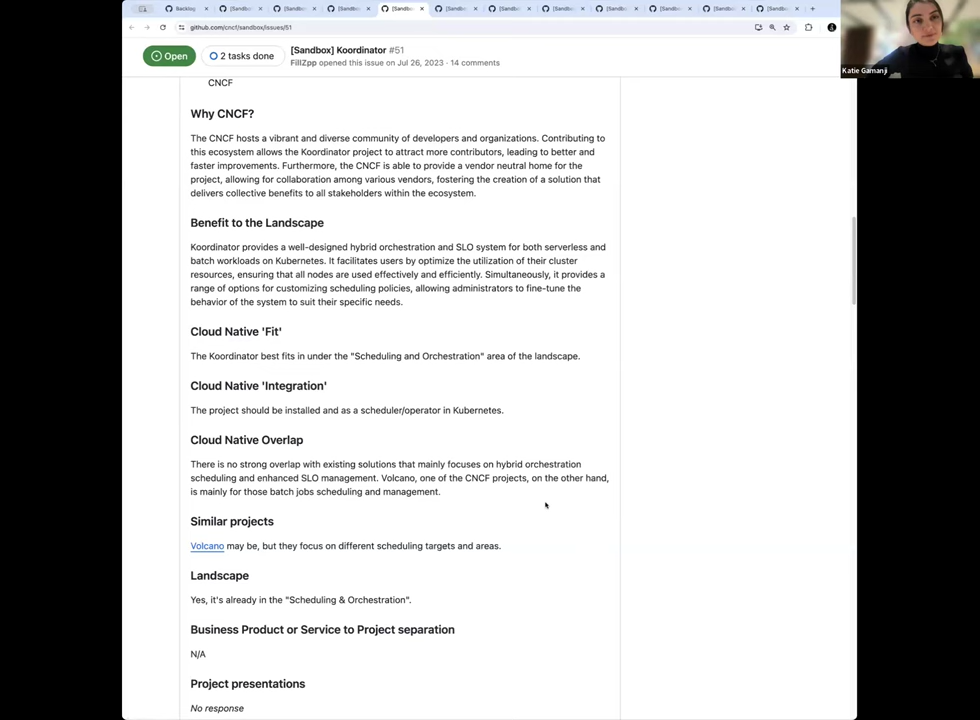 Backlog
[Sandbox
[Sandbo
[Sandbo
[Sandbo
[Sandbo
[Sandbo
[Sandbo
[Sandbo
[Sandbo
[Sandbo
[Sandbo
github.com/cncf/sandbox/issues/51
Open
2 tasks done
[Sandbox] Koordinator #51
FillZpp opened this issue on Jul 26, 2023 · 14 comments
Katie Gamanji
CNCF
Why CNCF?
The CNCF hosts a vibrant and diverse community of developers and organizations. Contributing to
this ecosystem allows the Koordinator project to attract more contributors, leading to better and
faster improvements. Furthermore, the CNCF is able to provide a vendor neutral home for the
project, allowing for collaboration among various vendors, fostering the creation of a solution that
delivers collective benefits to all stakeholders within the ecosystem.
Benefit to the Landscape
Koordinator provides a well-designed hybrid orchestration and SLO system for both serverless and
batch workloads on Kubernetes. It facilitates users by optimize the utilization of their cluster
resources, ensuring that all nodes are used effectively and efficiently. Simultaneously, it provides a
range of options for customizing scheduling policies, allowing administrators to fine-tune the
behavior of the system to suit their specific needs.
Cloud Native 'Fit'
The Koordinator best fits in under the "Scheduling and Orchestration" area of the landscape.
Cloud Native 'Integration'
The project should be installed and as a scheduler/operator in Kubernetes.
Cloud Native Overlap
There is no strong overlap with existing solutions that mainly focuses on hybrid orchestration
scheduling and enhanced SLO management. Volcano, one of the CNCF projects, on the other hand,
is mainly for those batch jobs scheduling and management.
Similar projects
Volcano may be, but they focus on different scheduling targets and areas.
Landscape
Yes, it's already in the "Scheduling & Orchestration".
Business Product or Service to Project separation
N/A
Project presentations
No response